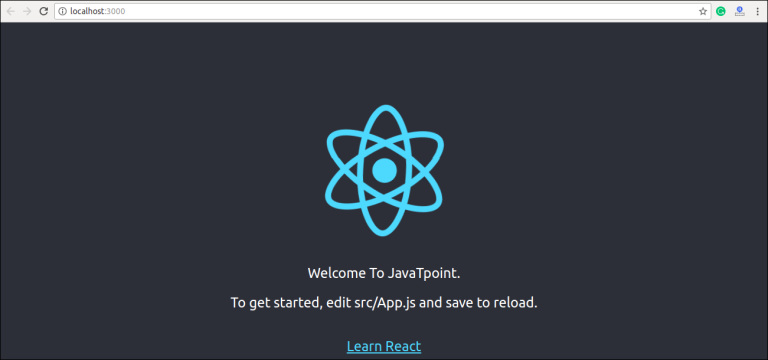 localhost:3000
Welcome To JavaTpoint.
To get started, edit src/App.js and save to reload.
Learn React